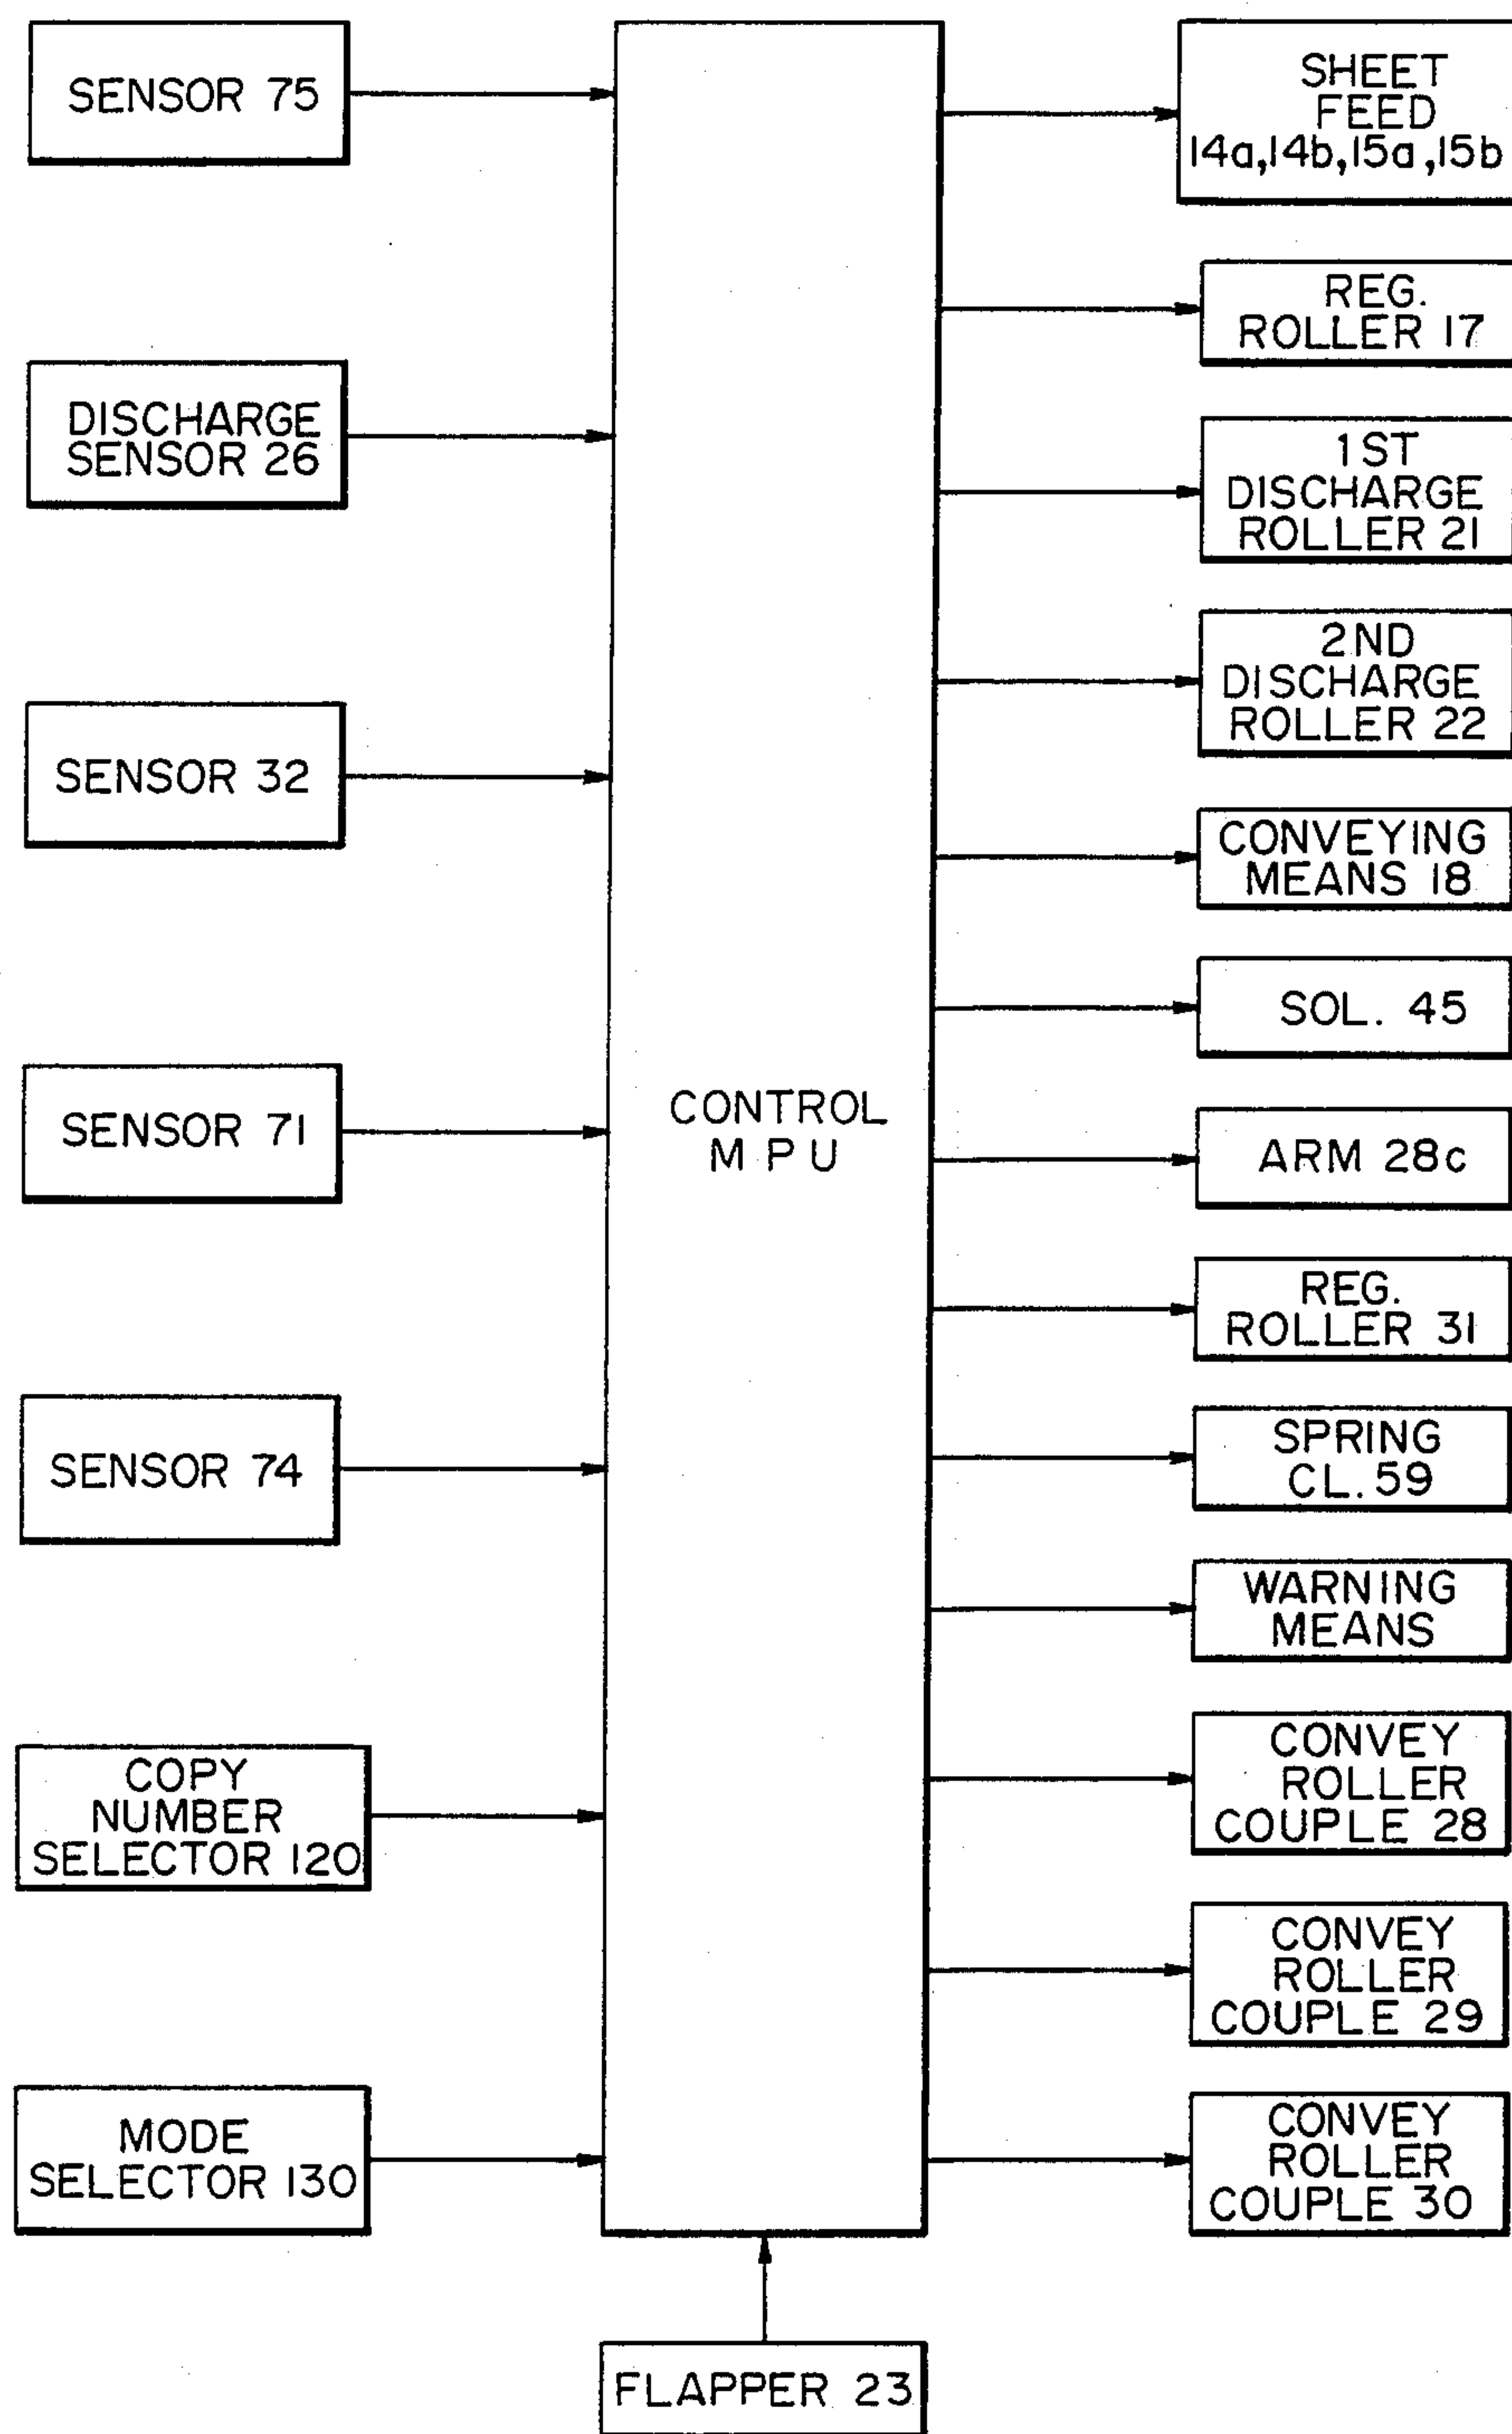 SENSOR 75
DISCHARGE
SENSOR 26
SENSOR 32
SENSOR 71
SENSOR 74
COPY
NUMBER
SELECTOR 120
MODE
SELECTOR 130
CONTROL
MPU
FLAPPER 23
SHEET
FEED
14a,14b,15a,15b
REG.
ROLLER 17
1ST
DISCHARGE
ROLLER 21
2ND
DISCHARGE
ROLLER 22
CONVEYING
MEANS 18
SOL. 45
ARM 28c
REG.
ROLLER 31
SPRING
CL. 59
WARNING
MEANS
CONVEY
ROLLER
COUPLE 28
CONVEY
ROLLER
COUPLE 29
CONVEY
ROLLER
COUPLE 30